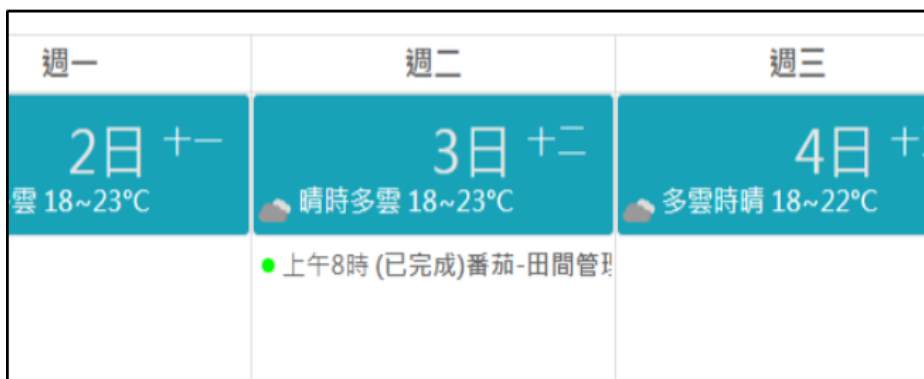 週一
週二
週三
2日 十一
3日 十二
4日 十
雲 18~23°C
晴時多雲 18~23°C
多雲時晴 18~22°C
上午8時 (已完成)番茄-田間管理